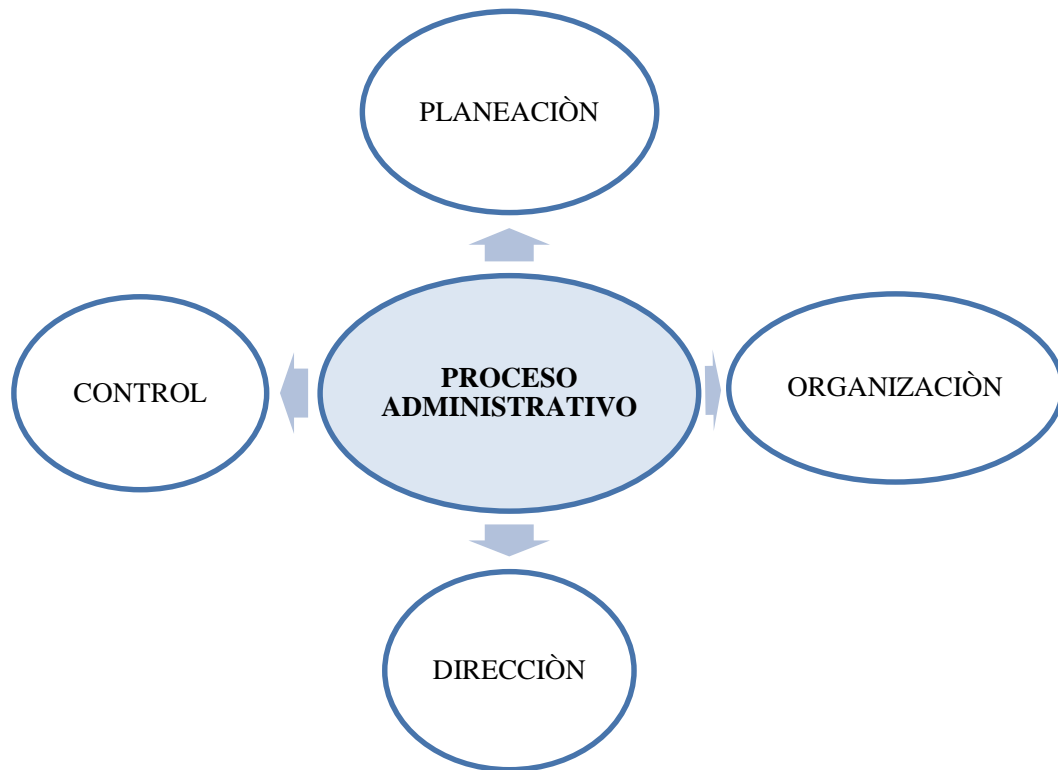 PLANEACIÒN
CONTROL
PROCESO
ADMINISTRATIVO
ORGANIZACIÒN
DIRECCIÒN